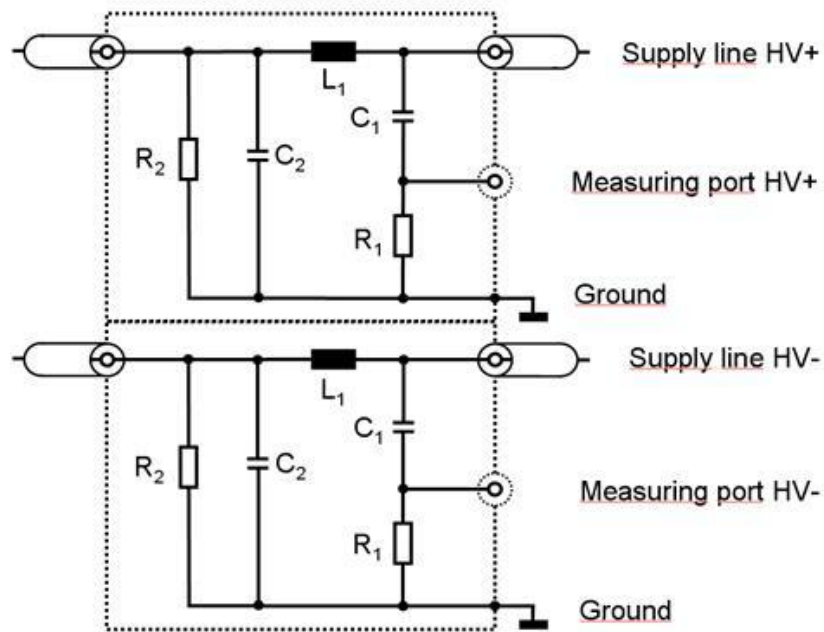 Supply line HV+
L1
C1
R2
C2
Measuring port HV+
R1
Ground
Supply line HV-
L1
C1
R2
C2
Measuring port HV-
R1
Ground